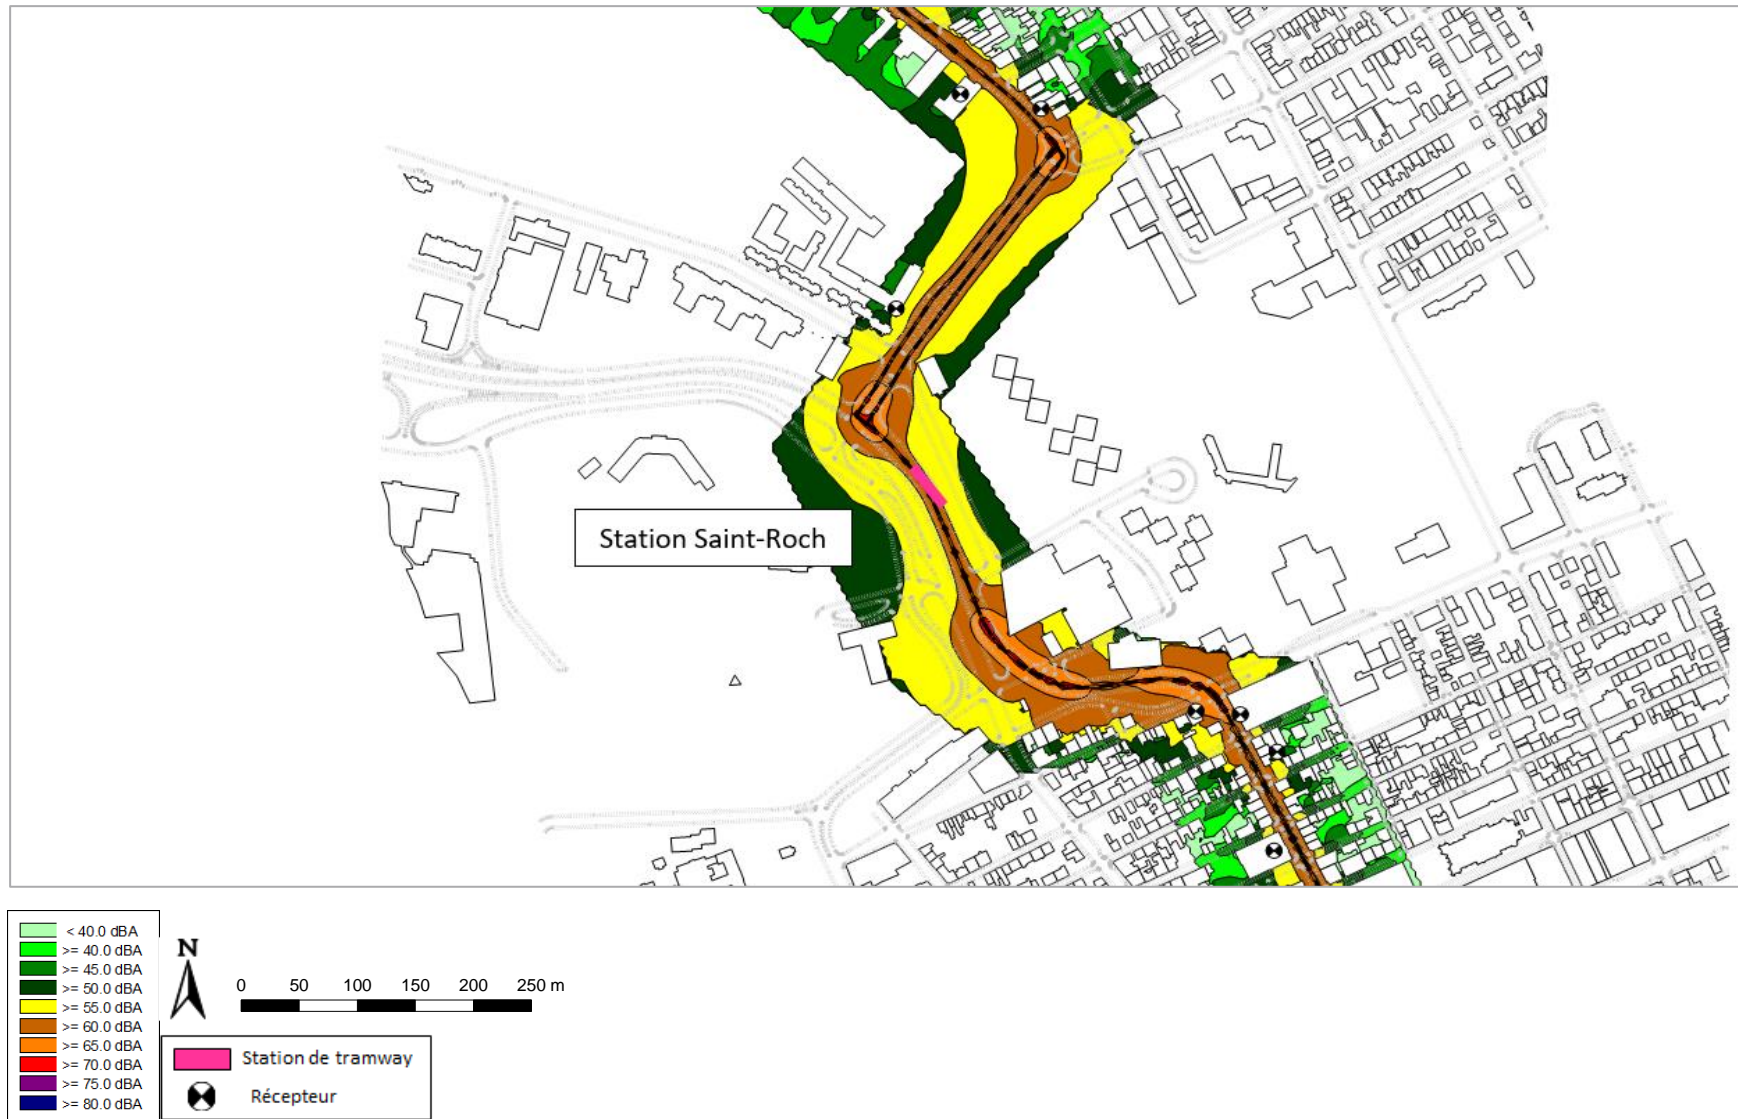 Station Saint-Roch
< 40.0 dBA
>= 40.0 dBA
>= 45.0 dBA
>= 50.0 dBA
>= 55.0 dBA
>= 60.0 dBA
>= 65.0 dBA
>= 70.0 dBA
>= 75.0 dBA
>= 80.0 dBA
N
0 50 100 150 200 250 m
Station de tramway
Récepteur